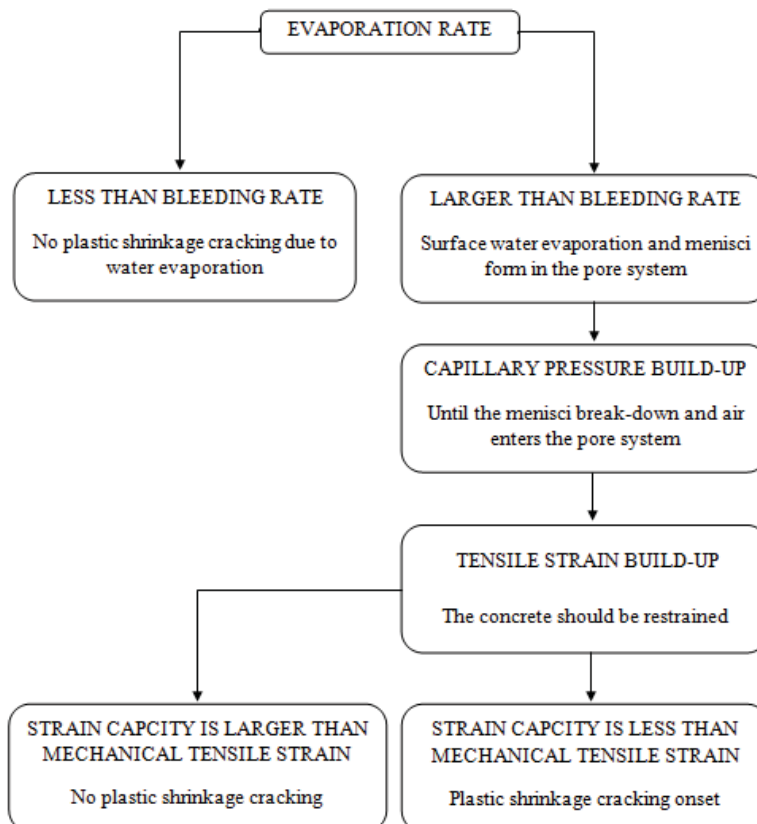 EVAPORATION RATE
LESS THAN BLEEDING RATE
No plastic shrinkage cracking due to
water evaporation
LARGER THAN BLEEDING RATE
Surface water evaporation and menisci
form in the pore system
CAPILLARY PRESSURE BUILD-UP
Until the menisci break-down and air
enters the pore system
TENSILE STRAIN BUILD-UP
The concrete should be restrained
STRAIN CAPCITY IS LARGER THAN
MECHANICAL TENSILE STRAIN
No plastic shrinkage cracking
STRAIN CAPCITY IS LESS THAN
MECHANICAL TENSILE STRAIN
Plastic shrinkage cracking onset